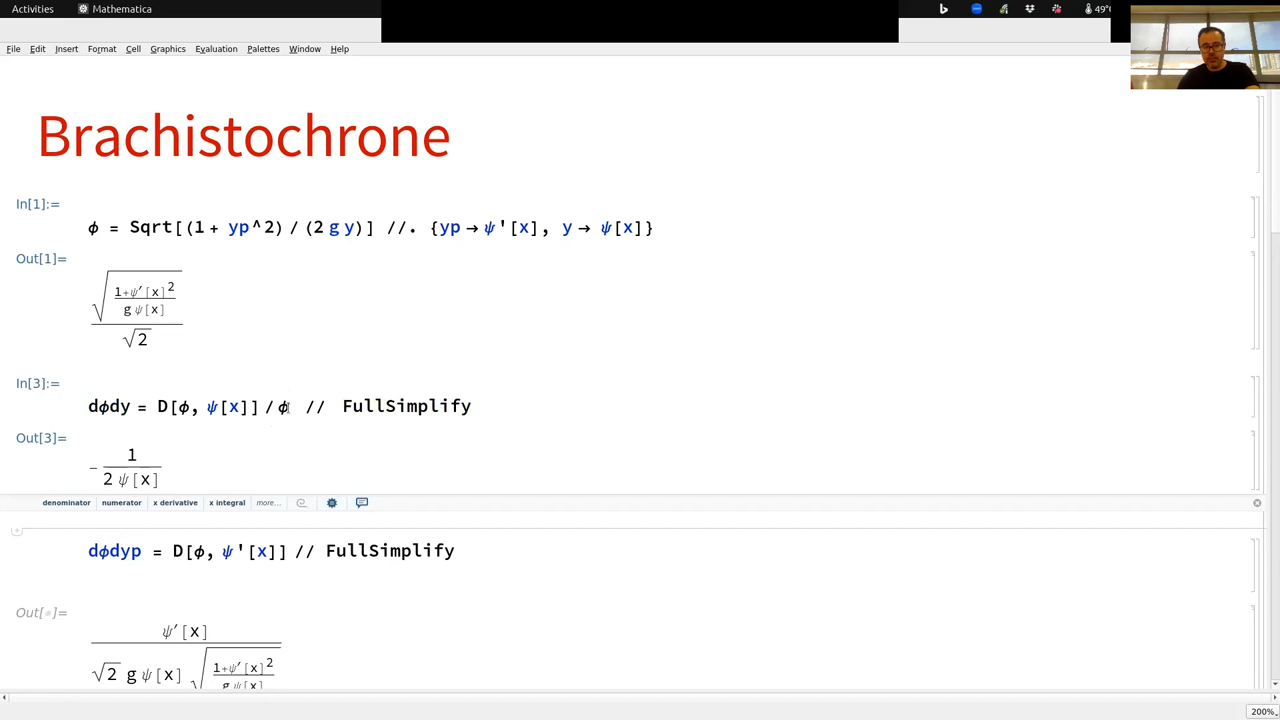 Activities Mathematica 49°
File Edit Insert Format Cell Graphics Evaluation Palettes Window Help
Brachistochrone
In[1]:=
ϕ = Sqrt[(1 + yp^2) / (2 g y)] //. {yp → ψ'[x], y → ψ[x]}
Out[1]=
√
1+ψ′[x]²
g ψ[x]
√2
In[3]:=
dϕdy = D[ϕ, ψ[x]] / ϕ // FullSimplify
Out[3]=
1
-
2 ψ[x]
denominator numerator x derivative x integral more...
dϕdyp = D[ϕ, ψ'[x]] // FullSimplify
Out[•]=
ψ′[x]
√2 g ψ[x] √
1+ψ′[x]²
g ψ[x]
200%